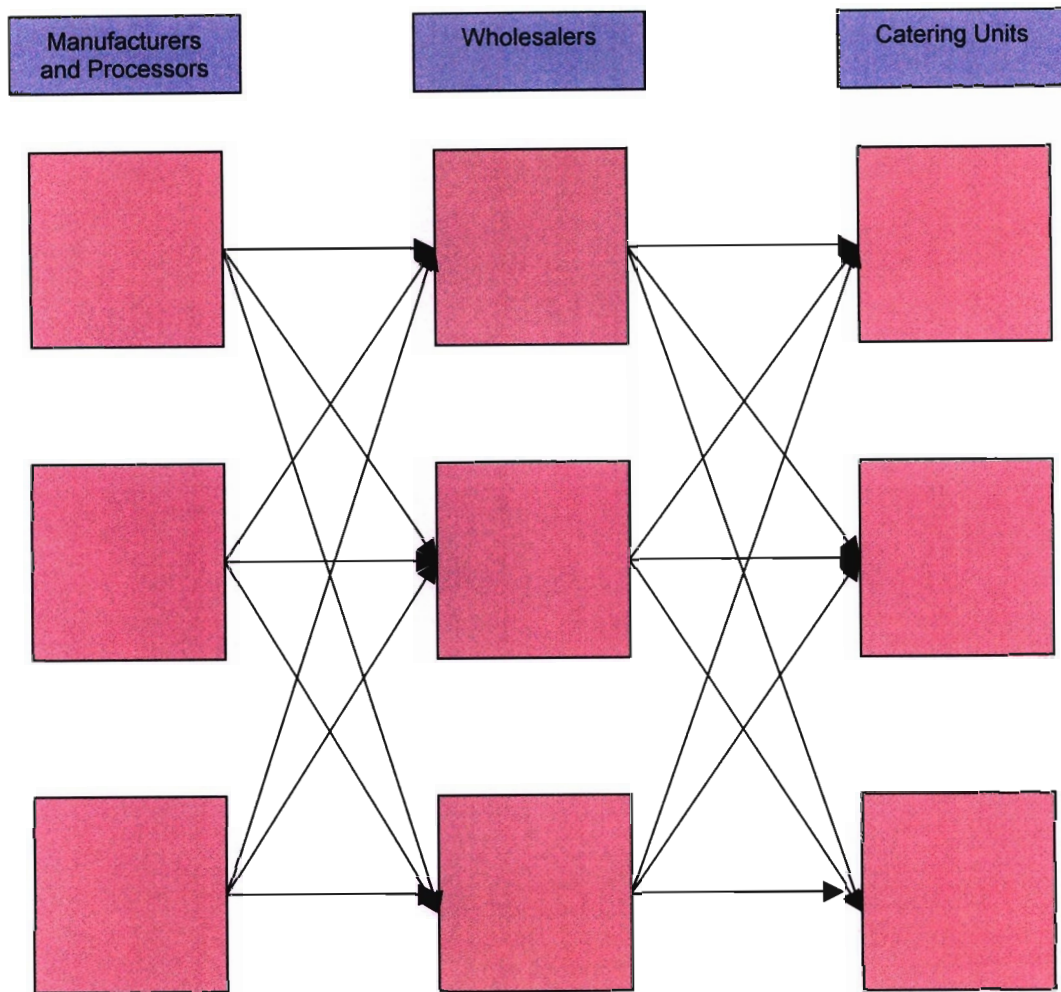 Manufacturers
and Processors
Wholesalers
Catering Units